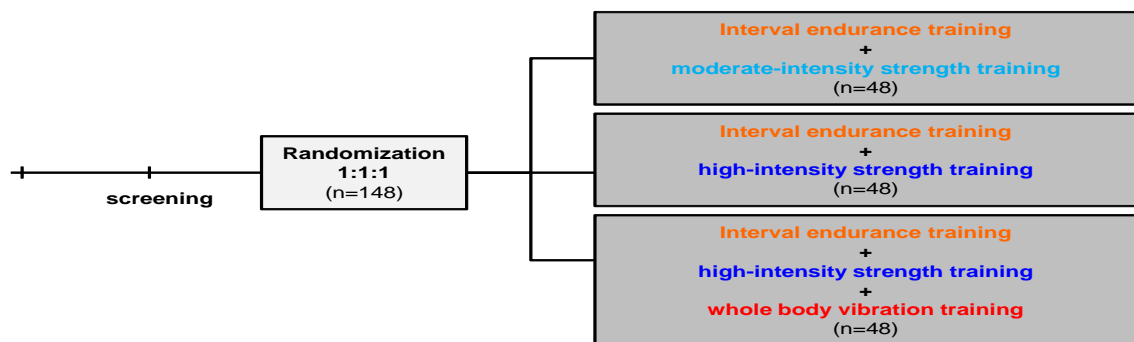 screening
Randomization
1:1:1
(n=148)
Interval endurance training
+
moderate-intensity strength training
(n=48)
Interval endurance training
+
high-intensity strength training
(n=48)
Interval endurance training
+
high-intensity strength training
+
whole body vibration training
(n=48)